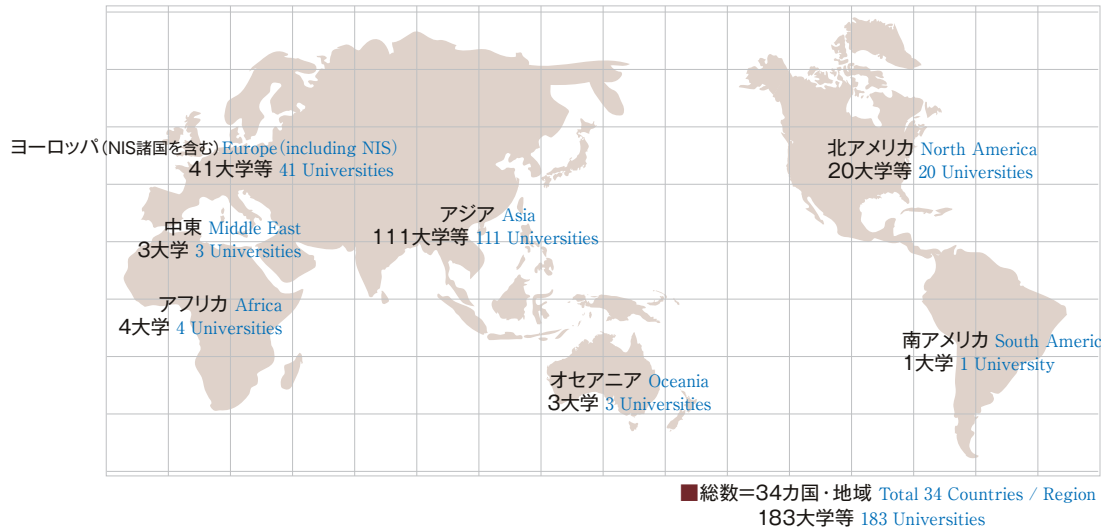 ヨーロッパ(NIS諸国を含む) Europe(including NIS)
41大学等 41 Universities
中東 Middle East
3大学 3 Universities
アフリカ Africa
4大学 4 Universities
アジア Asia
111大学等 111 Universities
オセアニア Oceania
3大学 3 Universities
北アメリカ North America
20大学等 20 Universities
南アメリカ South Americ
1大学 1 University
■総数=34カ国・地域 Total 34 Countries / Region
183大学等 183 Universities